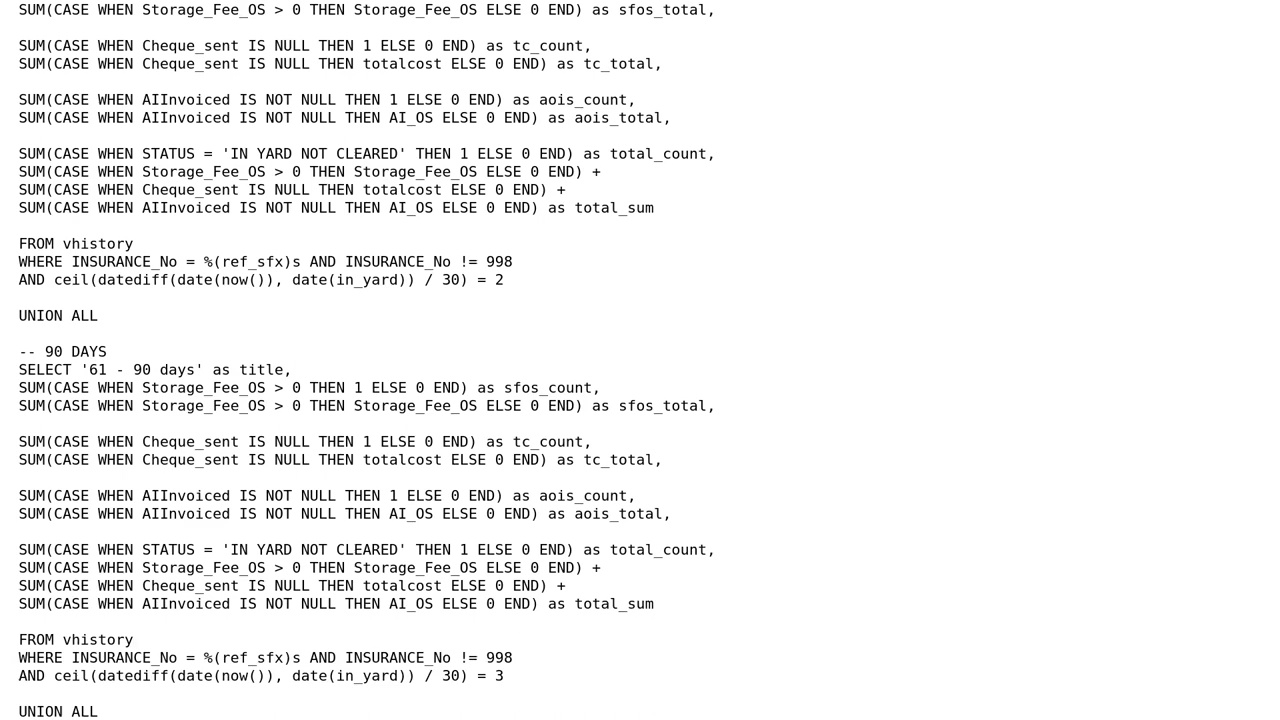 SUM(CASE WHEN Storage_Fee_OS > 0 THEN Storage_Fee_OS ELSE 0 END) as sfos_total,
SUM(CASE WHEN Cheque_sent IS NULL THEN 1 ELSE 0 END) as tc_count,
SUM(CASE WHEN Cheque_sent IS NULL THEN totalcost ELSE 0 END) as tc_total,
SUM(CASE WHEN AIInvoiced IS NOT NULL THEN 1 ELSE 0 END) as aois_count,
SUM(CASE WHEN AIInvoiced IS NOT NULL THEN AI_OS ELSE 0 END) as aois_total,
SUM(CASE WHEN STATUS = 'IN YARD NOT CLEARED' THEN 1 ELSE 0 END) as total_count,
SUM(CASE WHEN Storage_Fee_OS > 0 THEN Storage_Fee_OS ELSE 0 END) +
SUM(CASE WHEN Cheque_sent IS NULL THEN totalcost ELSE 0 END) +
SUM(CASE WHEN AIInvoiced IS NOT NULL THEN AI_OS ELSE 0 END) as total_sum
FROM vhistory
WHERE INSURANCE_No = %(ref_sfx)s AND INSURANCE_No != 998
AND ceil(datediff(date(now()), date(in_yard)) / 30) = 2
UNION ALL
-- 90 DAYS
SELECT '61 - 90 days' as title,
SUM(CASE WHEN Storage_Fee_OS > 0 THEN 1 ELSE 0 END) as sfos_count,
SUM(CASE WHEN Storage_Fee_OS > 0 THEN Storage_Fee_OS ELSE 0 END) as sfos_total,
SUM(CASE WHEN Cheque_sent IS NULL THEN 1 ELSE 0 END) as tc_count,
SUM(CASE WHEN Cheque_sent IS NULL THEN totalcost ELSE 0 END) as tc_total,
SUM(CASE WHEN AIInvoiced IS NOT NULL THEN 1 ELSE 0 END) as aois_count,
SUM(CASE WHEN AIInvoiced IS NOT NULL THEN AI_OS ELSE 0 END) as aois_total,
SUM(CASE WHEN STATUS = 'IN YARD NOT CLEARED' THEN 1 ELSE 0 END) as total_count,
SUM(CASE WHEN Storage_Fee_OS > 0 THEN Storage_Fee_OS ELSE 0 END) +
SUM(CASE WHEN Cheque_sent IS NULL THEN totalcost ELSE 0 END) +
SUM(CASE WHEN AIInvoiced IS NOT NULL THEN AI_OS ELSE 0 END) as total_sum
FROM vhistory
WHERE INSURANCE_No = %(ref_sfx)s AND INSURANCE_No != 998
AND ceil(datediff(date(now()), date(in_yard)) / 30) = 3
UNION ALL